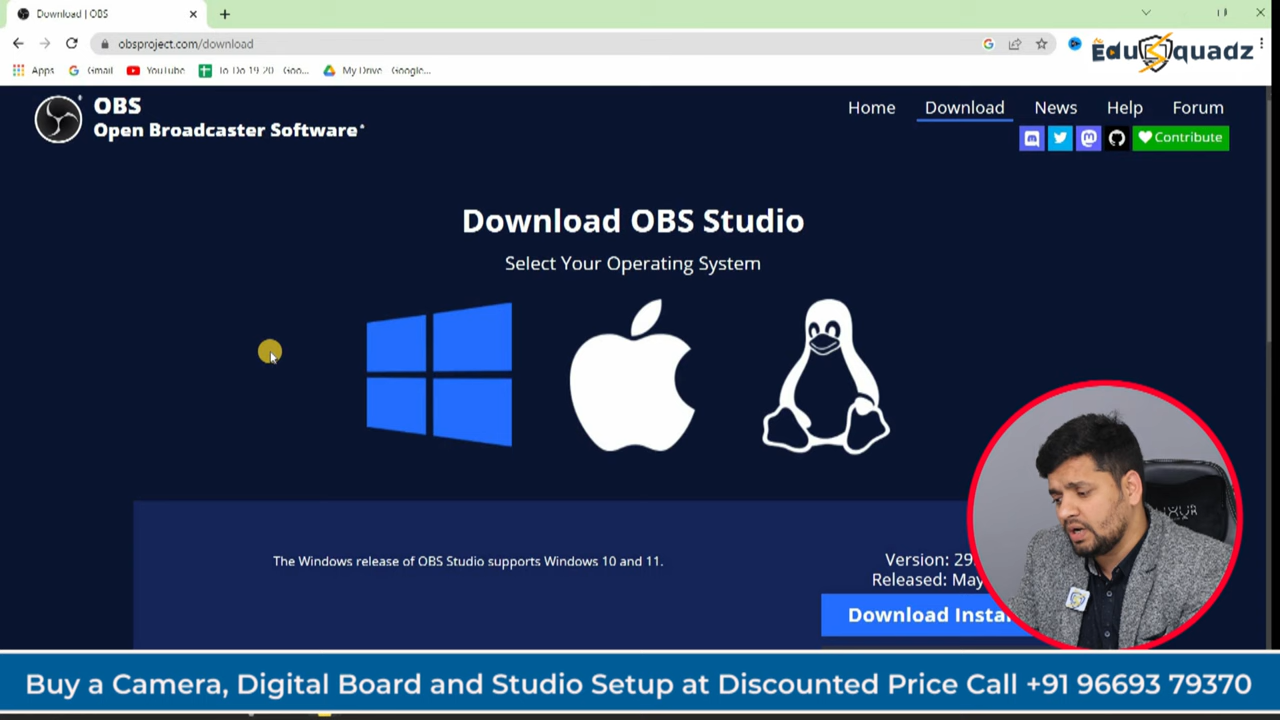 Download | OBS
obsproject.com/download
EduSquadz
Apps Gmail YouTube To Do 19-20 Goo... My Drive Google...
OBS
Open Broadcaster Software
Home Download News Help Forum
Contribute
Download OBS Studio
Select Your Operating System
The Windows release of OBS Studio supports Windows 10 and 11.
Version: 29
Released: May
Download Instal
Buy a Camera, Digital Board and Studio Setup at Discounted Price Call +91 96693 79370